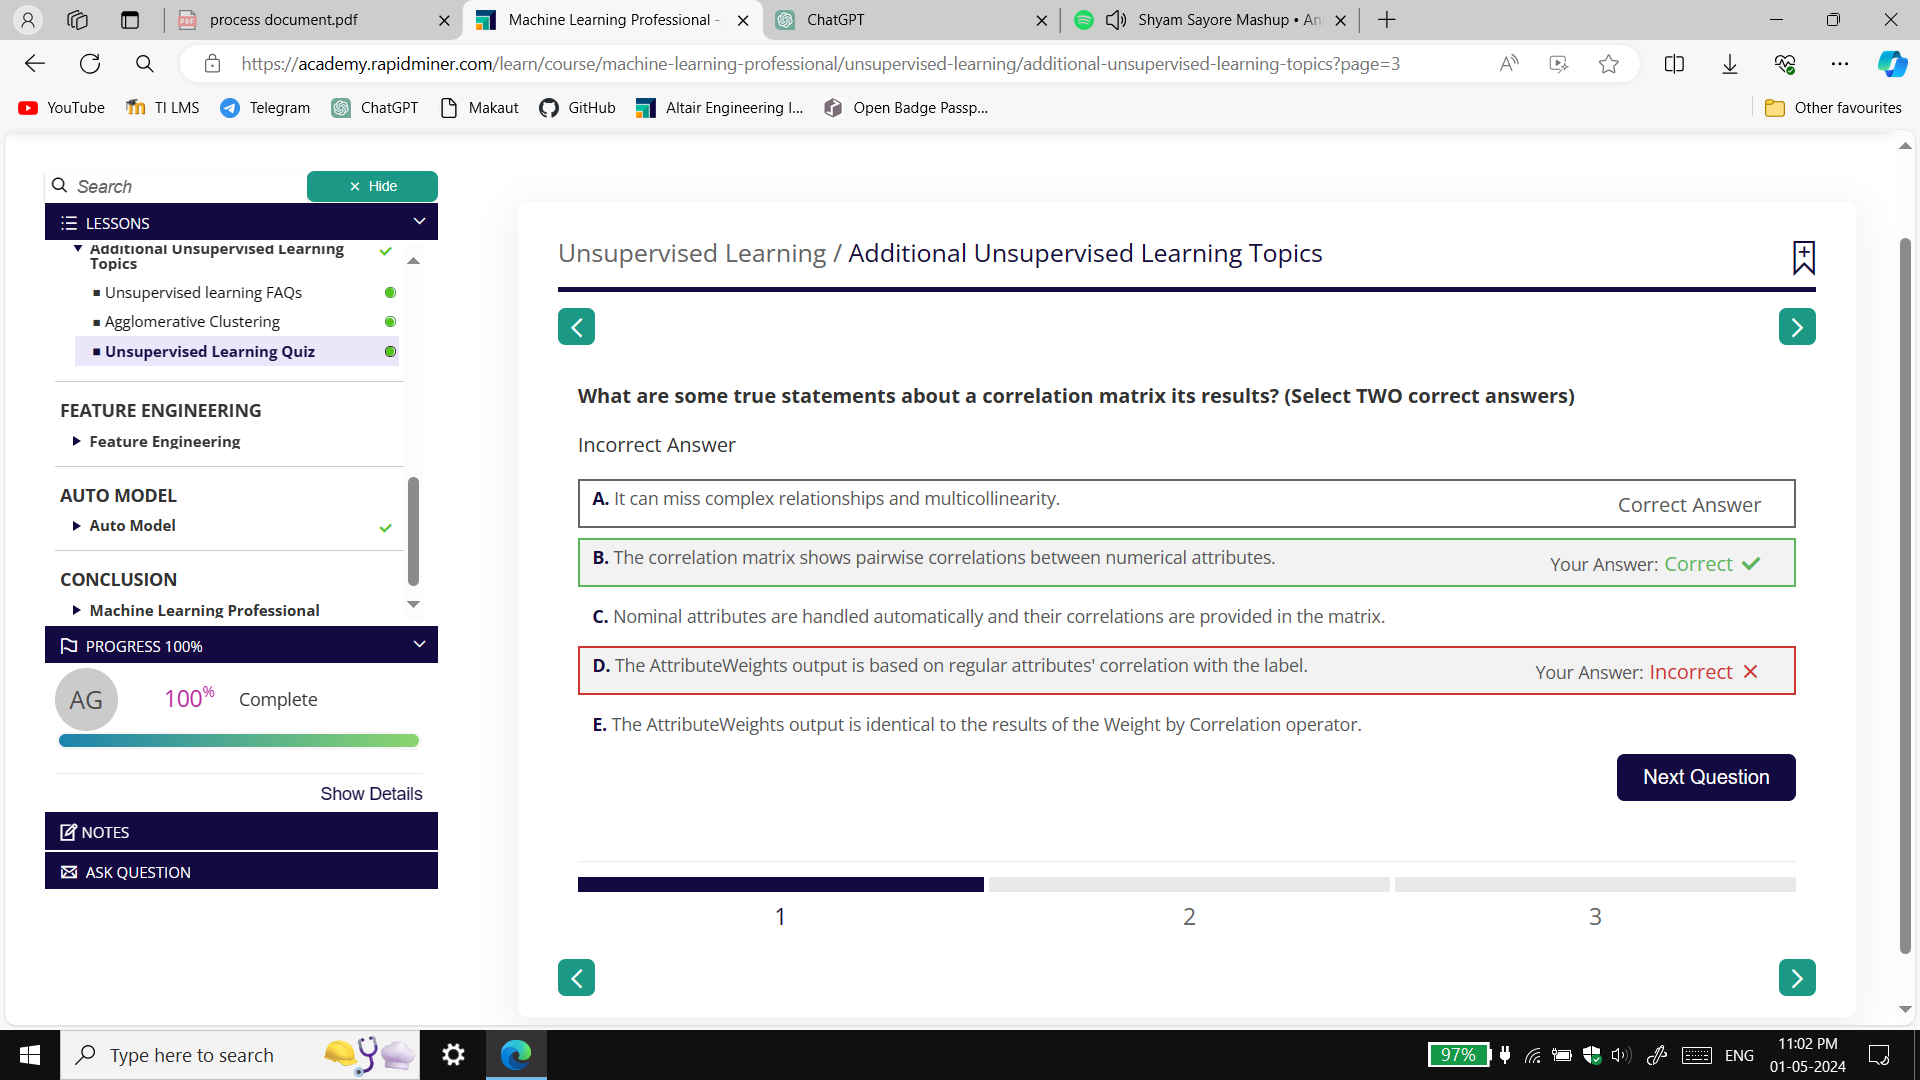 process document.pdf
Machine Learning Professional -
ChatGPT
Shyam Sayore Mashup • An
https://academy.rapidminer.com/learn/course/machine-learning-professional/unsupervised-learning/additional-unsupervised-learning-topics?page=3
YouTube
TI LMS
Telegram
ChatGPT
Makaut
GitHub
Altair Engineering I...
Open Badge Passp...
Other favourites
Search
× Hide
LESSONS
Additional Unsupervised Learning
Topics
Unsupervised learning FAQs
Agglomerative Clustering
Unsupervised Learning Quiz
FEATURE ENGINEERING
Feature Engineering
AUTO MODEL
Auto Model
CONCLUSION
Machine Learning Professional
PROGRESS 100%
AG
100%
Complete
Show Details
NOTES
ASK QUESTION
Unsupervised Learning / Additional Unsupervised Learning Topics
What are some true statements about a correlation matrix its results? (Select TWO correct answers)
Incorrect Answer
A. It can miss complex relationships and multicollinearity.
Correct Answer
B. The correlation matrix shows pairwise correlations between numerical attributes.
Your Answer: Correct
C. Nominal attributes are handled automatically and their correlations are provided in the matrix.
D. The AttributeWeights output is based on regular attributes' correlation with the label.
Your Answer: Incorrect
E. The AttributeWeights output is identical to the results of the Weight by Correlation operator.
Next Question
1
2
3
Type here to search
97%
ENG
11:02 PM
01-05-2024